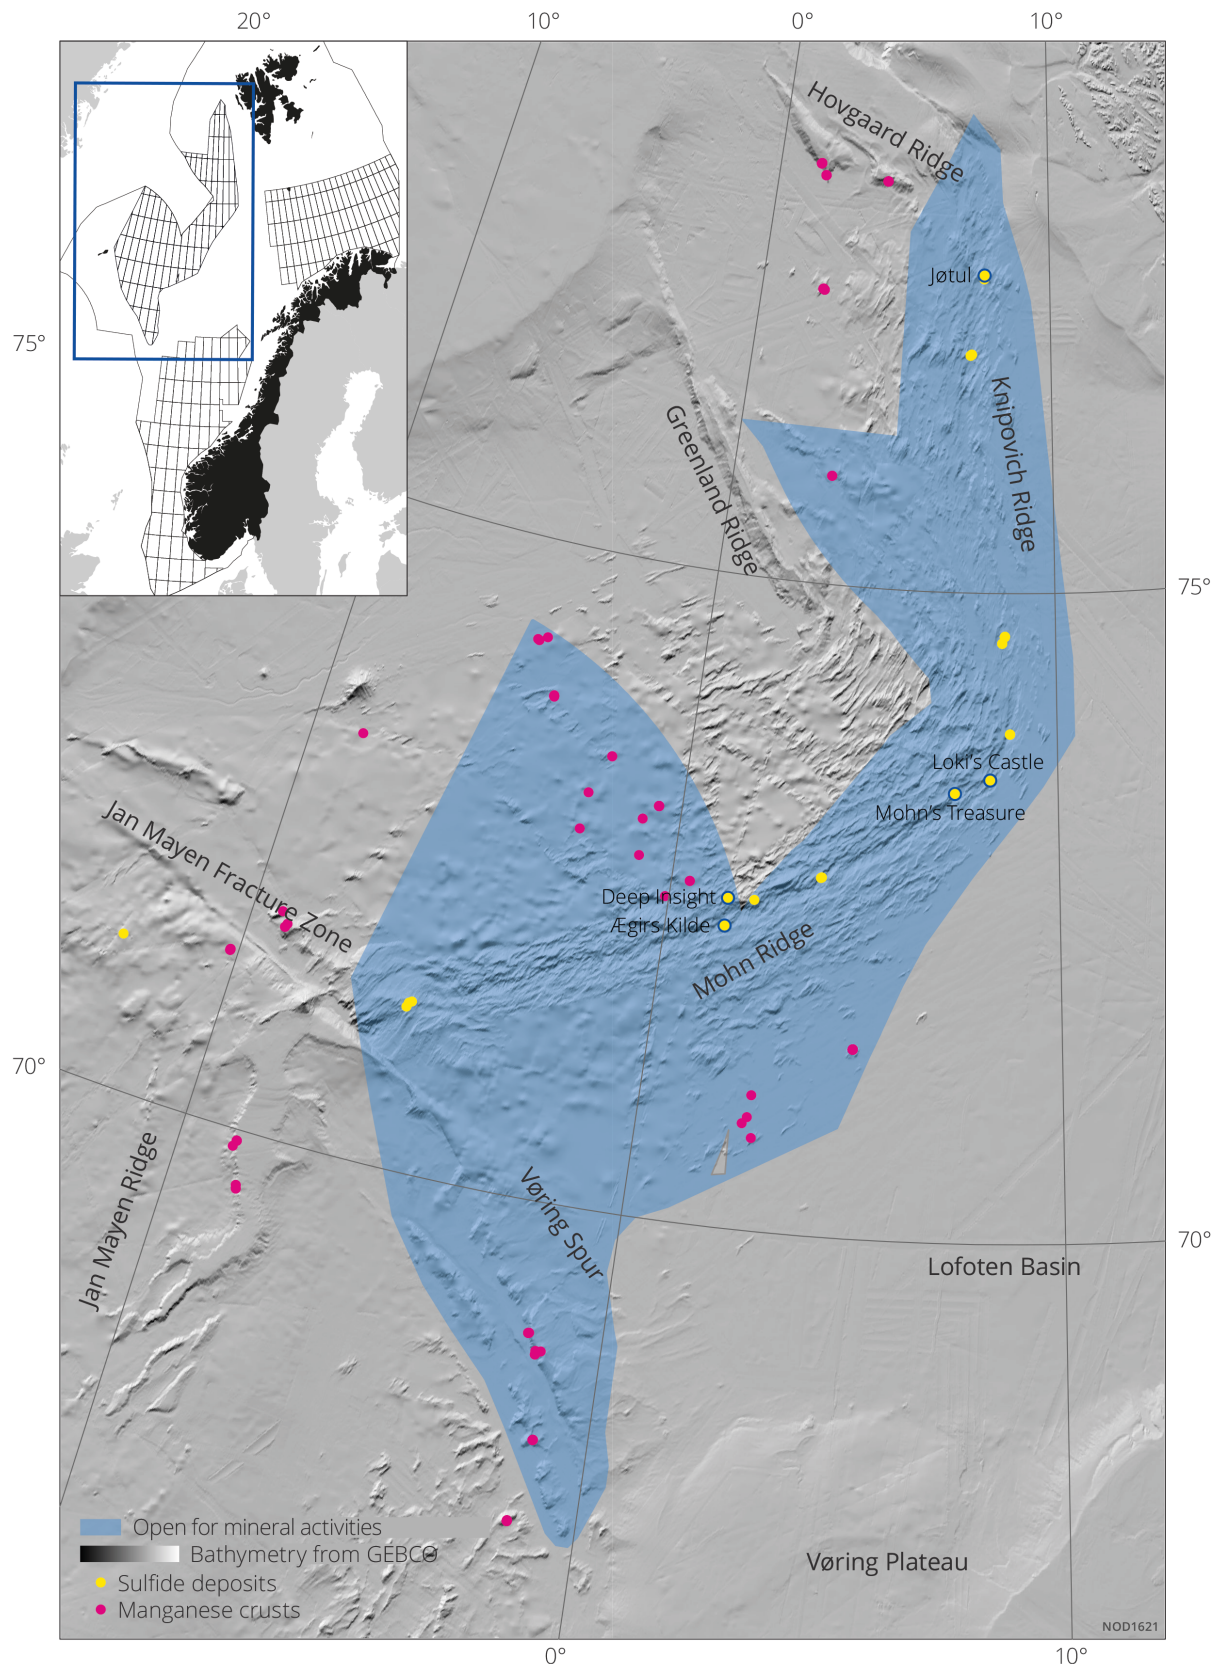 20°
10°
0°
10°
Hovgaard Ridge
Jøtul
75°
Knipovich Ridge
Greenland Ridge
75°
Loki's Castle
Mohn's Treasure
Jan Mayen Fracture Zone
Deep Insight
Ægirs Kilde
Mohn Ridge
70°
Jan Mayen Ridge
Vøring Spur
70°
Lofoten Basin
Open for mineral activities
Bathymetry from GEBCO
Vøring Plateau
Sulfide deposits
Manganese crusts
NOD1621
0°
10°